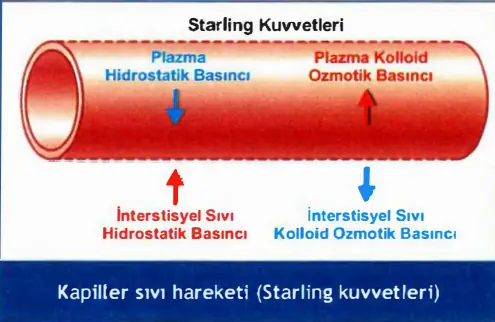 Starling Kuvvetleri
Plazma
Hidrostatik Basıncı
Plazma Kolloid
Ozmotik Basıncı
İnterstisyel Sıvı
Hidrostatik Basıncı
İnterstisyel Sıvı
Kolloid Ozmotik Basıncı
Kapiller sıvı hareketi (Starling kuvvetleri)